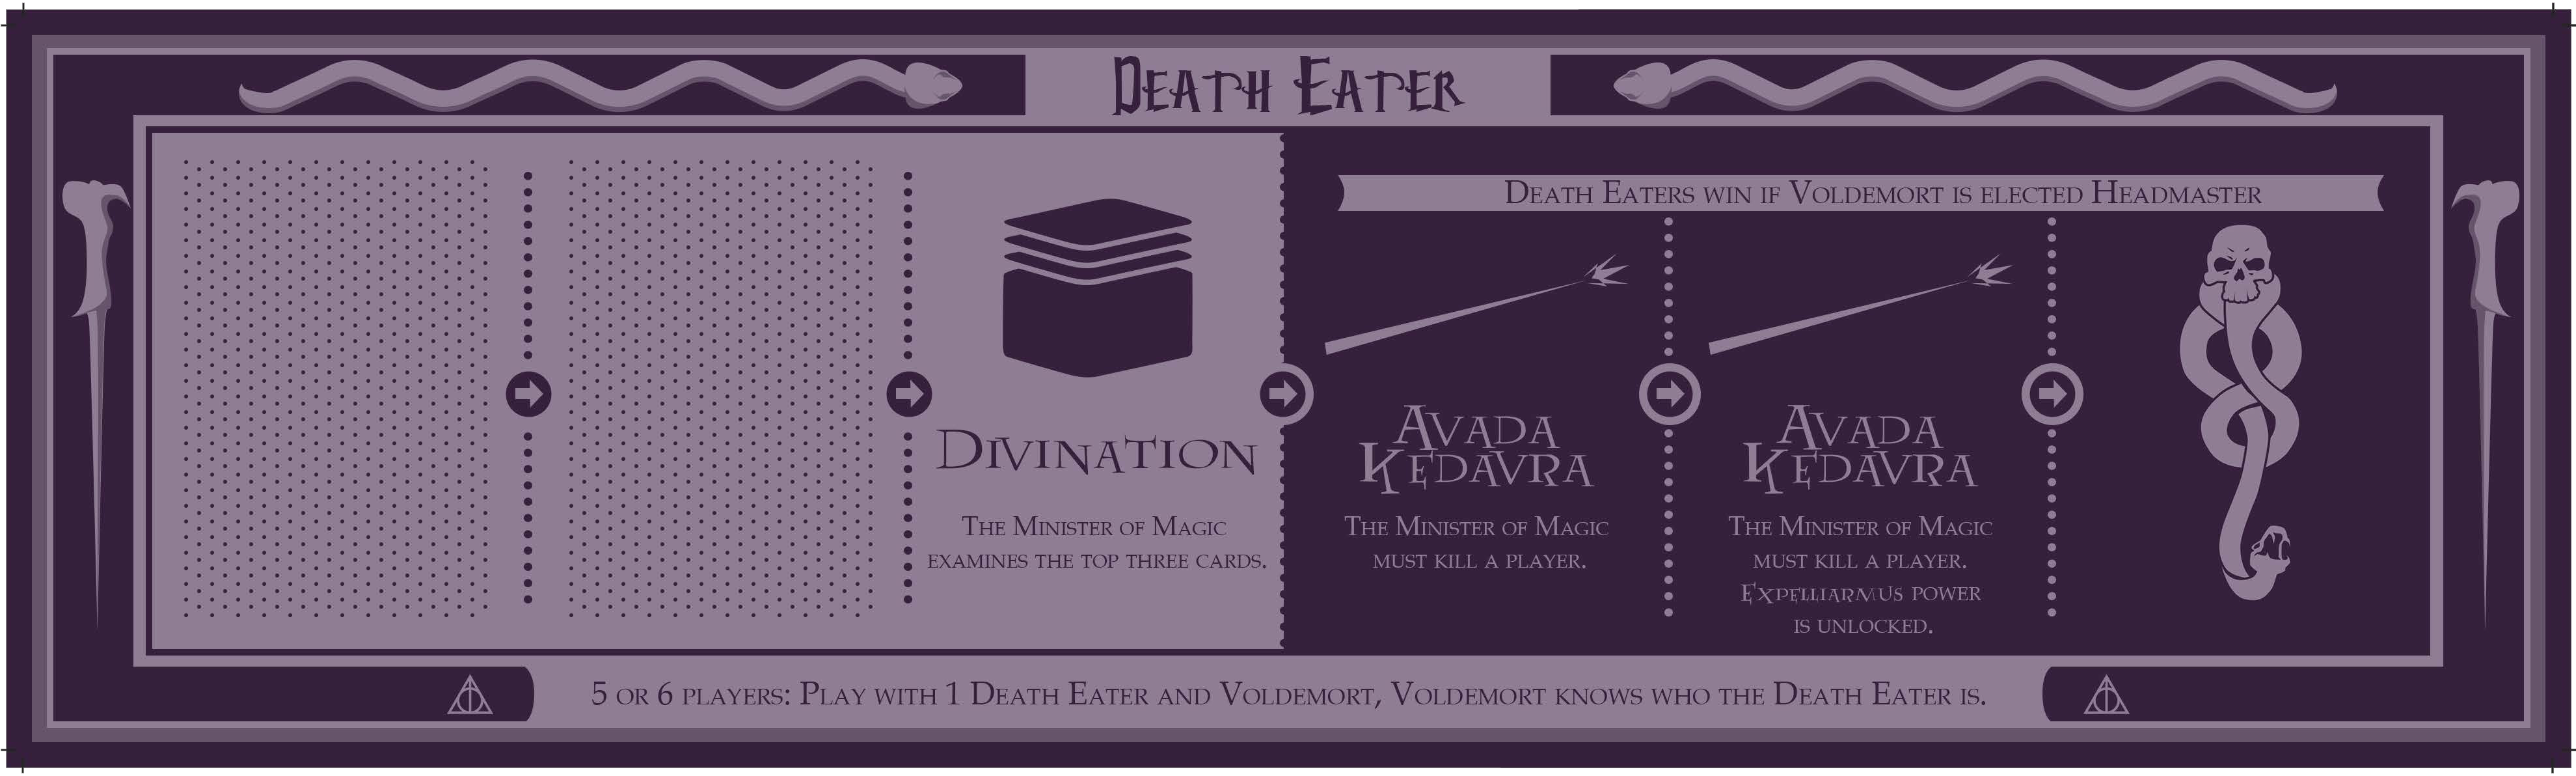 Death Eater
Death Eaters win if Voldemort is elected Headmaster
Divination
The Minister of Magic
examines the top three cards.
Avada
Kedavra
The Minister of Magic
must kill a player.
Avada
Kedavra
The Minister of Magic
must kill a player.
Expelliarmus power
is unlocked.
5 or 6 players: Play with 1 Death Eater and Voldemort, Voldemort knows who the Death Eater is.